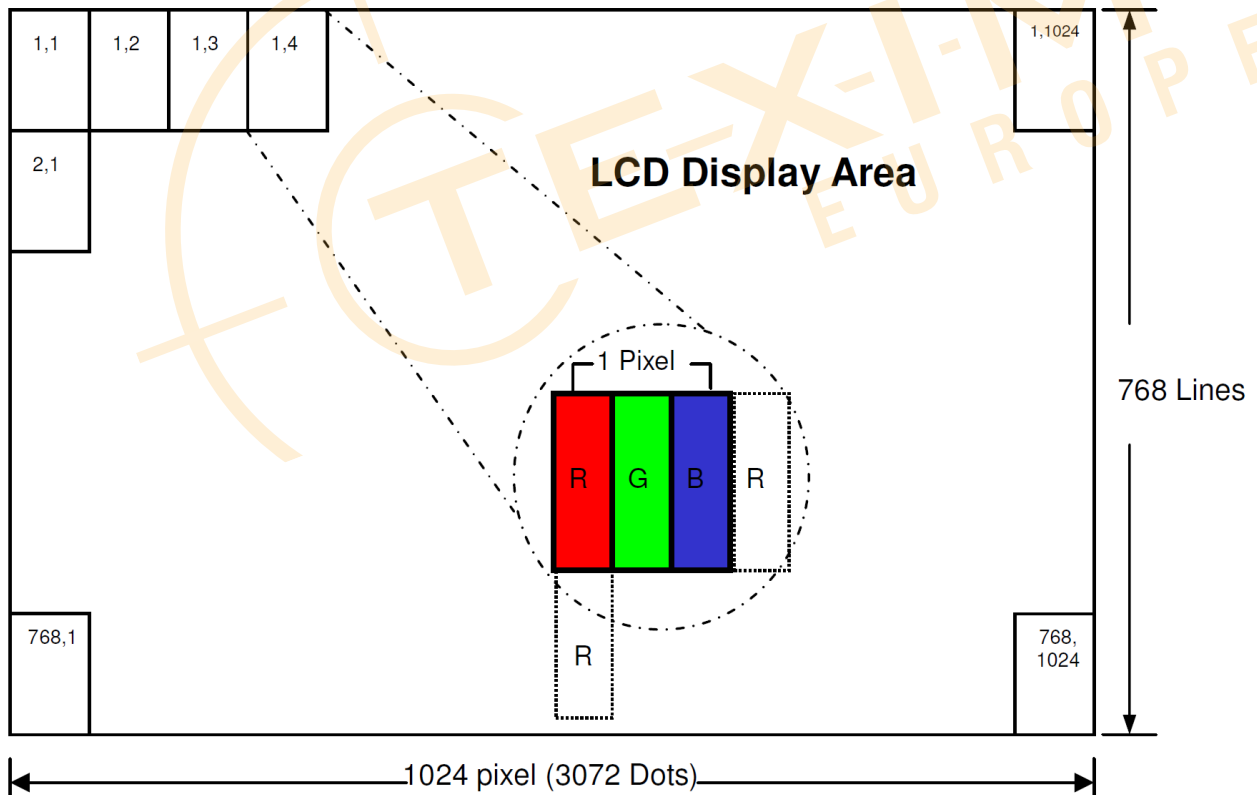 1,1 1,2 1,3 1,4 1,1024
2,1
LCD Display Area
TEXIM
EUROPE
1 Pixel
768 Lines
R G B R
R
768,1
768,
1024
1024 pixel (3072 Dots)